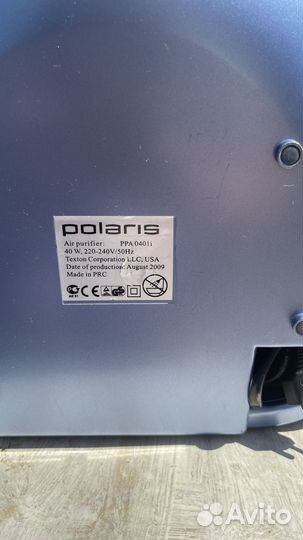 polaris
Air purifier: PPA 0401i
40 W, 220-240V/50Hz
Texton Corporation LLC, USA
Date of production: August 2009
Made in PRC
Avito